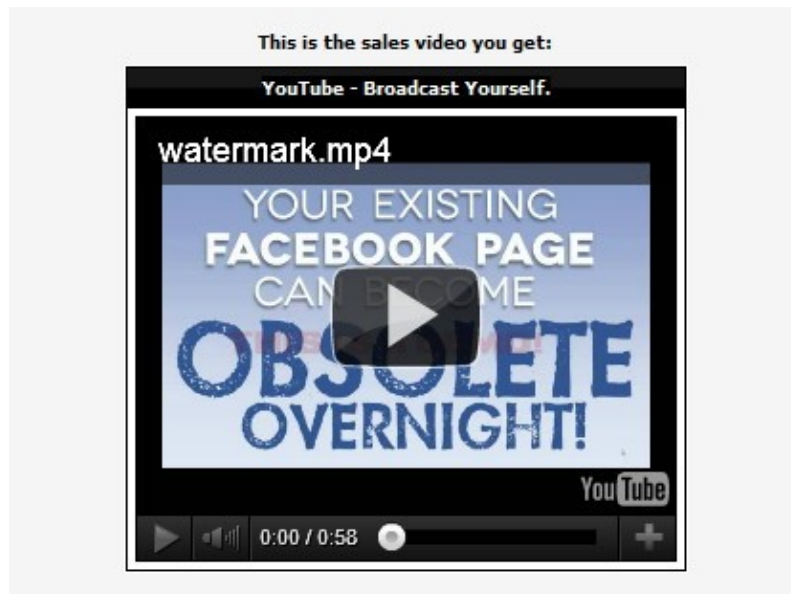 This is the sales video you get:
YouTube - Broadcast Yourself.
watermark.mp4
YOUR EXISTING
FACEBOOK PAGE
CAN BECOME
OBSOLETE
OVERNIGHT!
YouTube
0:00 / 0:58